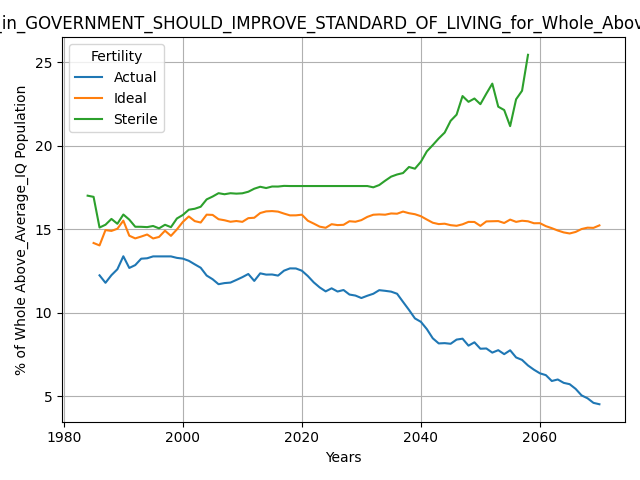 _in_GOVERNMENT_SHOULD_IMPROVE_STANDARD_OF_LIVING_for_Whole_Above
Fertility
Actual
Ideal
Sterile
% of Whole Above_Average_IQ Population
25
20
15
10
5
1980 2000 2020 2040 2060
Years